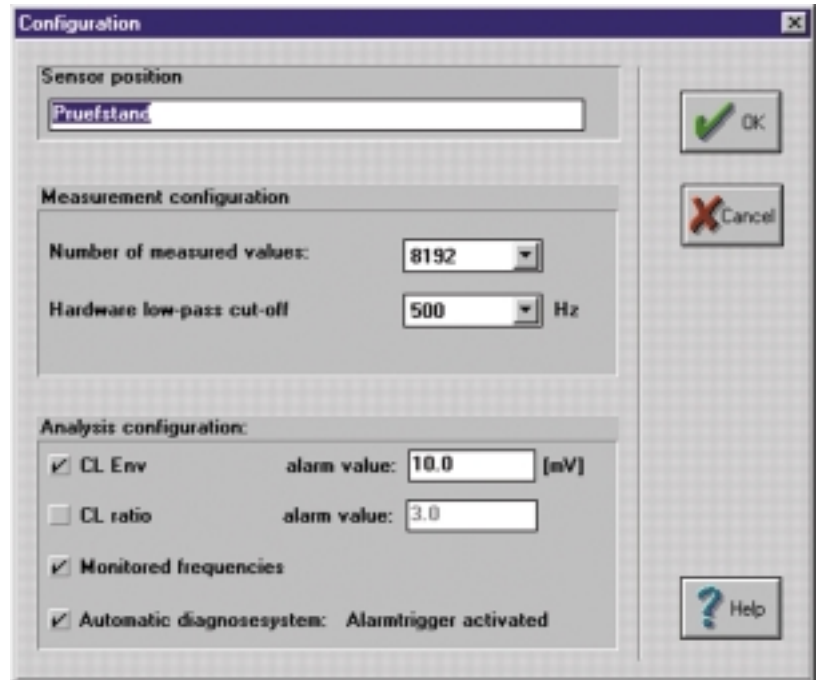 Configuration
Sensor position
Pruefstand
OK
Measurement configuration
Cancel
Number of measured values: 8192
Hardware low-pass cut-off 500 Hz
Analysis configuration:
CL Env alarm value: 10.0 [mV]
CL ratio alarm value: 3.0
Monitored frequencies
Automatic diagnosesystem: Alarmtrigger activated
Help